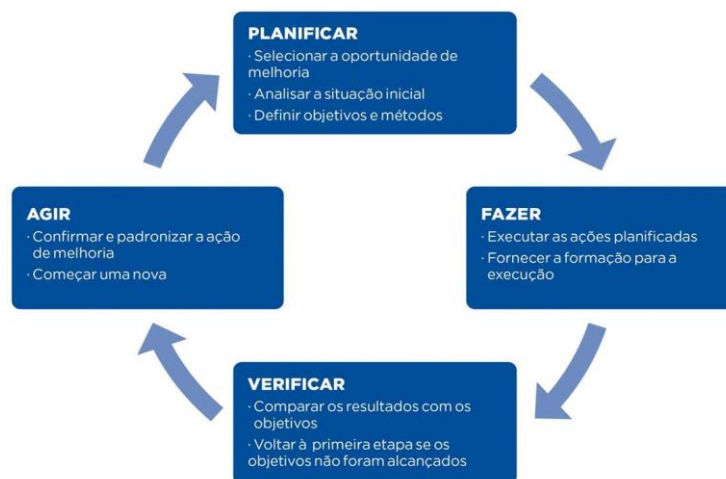 PLANIFICAR
· Selecionar a oportunidade de
melhoria
· Analisar a situação inicial
· Definir objetivos e métodos
AGIR
· Confirmar e padronizar a ação
de melhoria
· Começar uma nova
FAZER
· Executar as ações planificadas
· Fornecer a formação para a
execução
VERIFICAR
· Comparar os resultados com os
objetivos
· Voltar à primeira etapa se os
objetivos não foram alcançados